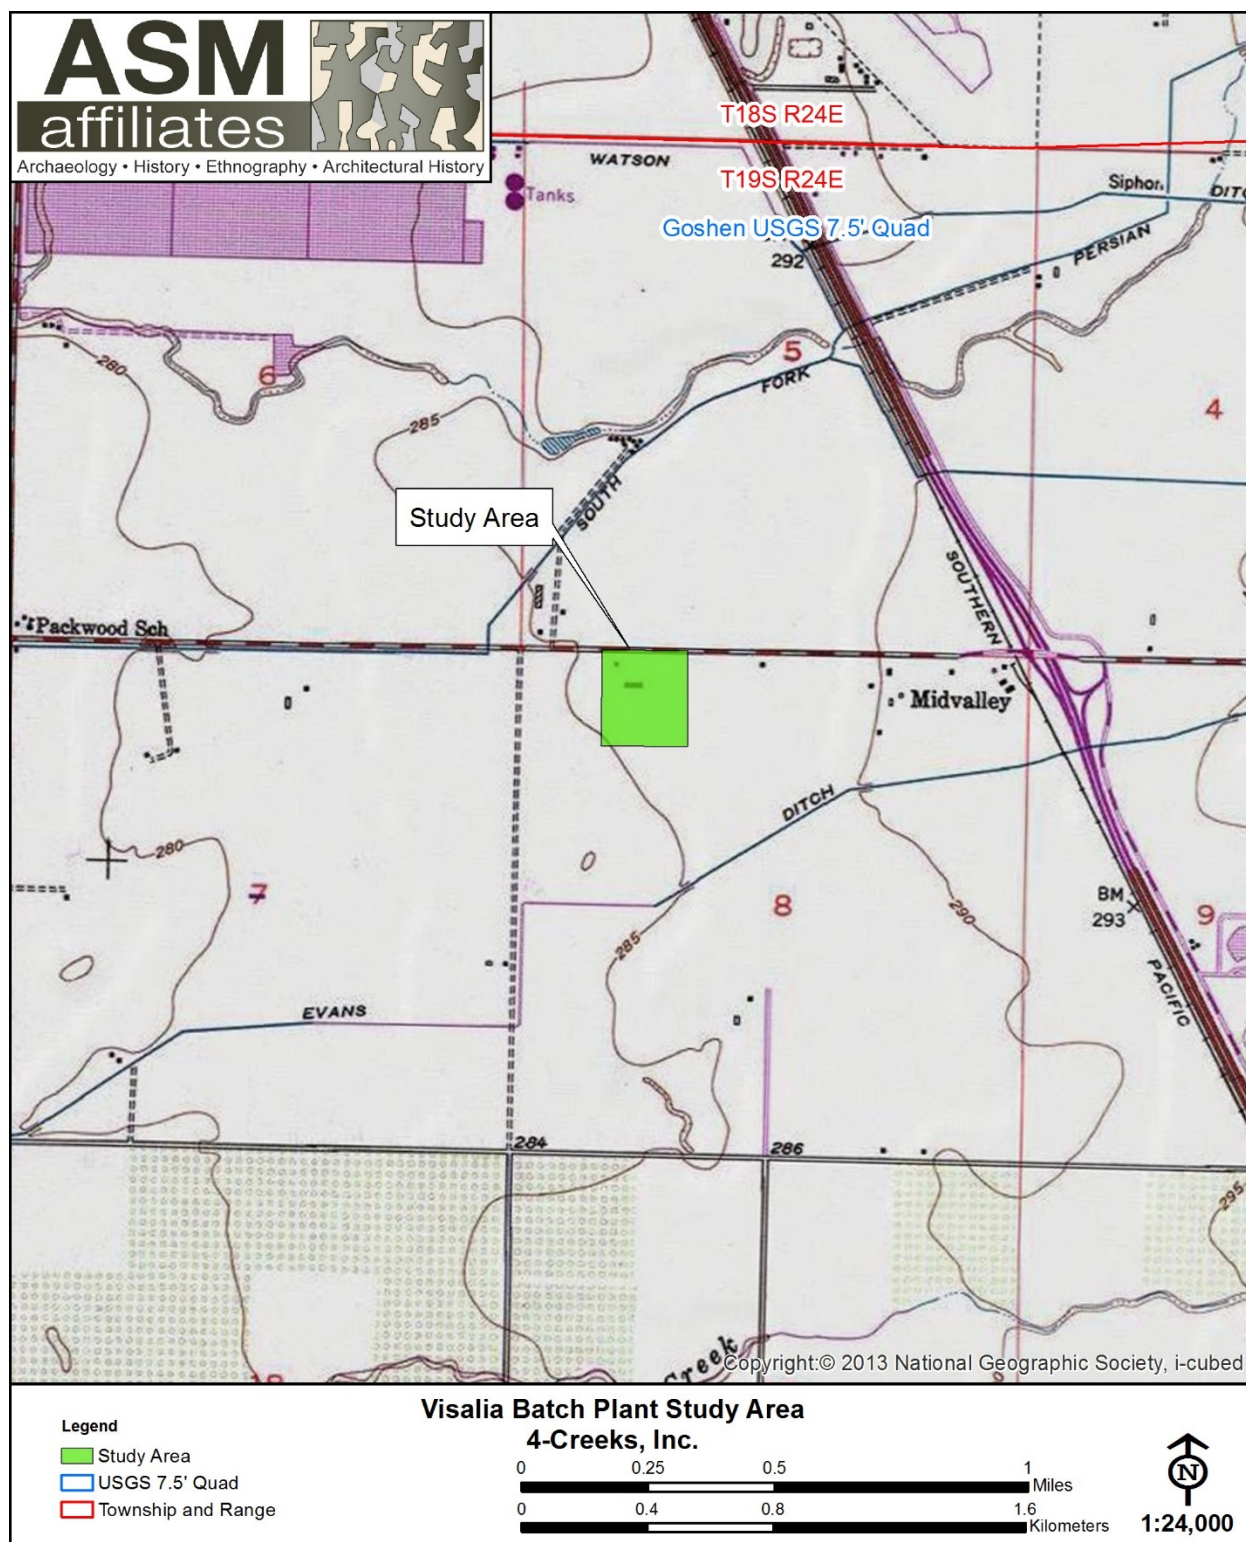 ASM
affiliates
Archaeology • History • Ethnography • Architectural History
T18S R24E
WATSON
T19S R24E
Siphon
Tanks
Goshen USGS 7.5' Quad
292
PERSIAN
DITC
5
280
6
FORK
4
285
SOUTH
Study Area
SOUTHERN
Packwood Sch
Midvalley
DITCH
280
7
8
BM
293
9
290
285
PACIFIC
EVANS
284
286
295
Creek
Copyright:© 2013 National Geographic Society, i-cubed
Visalia Batch Plant Study Area
4-Creeks, Inc.
Legend
Study Area
USGS 7.5' Quad
Township and Range
0 0.25 0.5 1
Miles
0 0.4 0.8 1.6
Kilometers
N
1:24,000